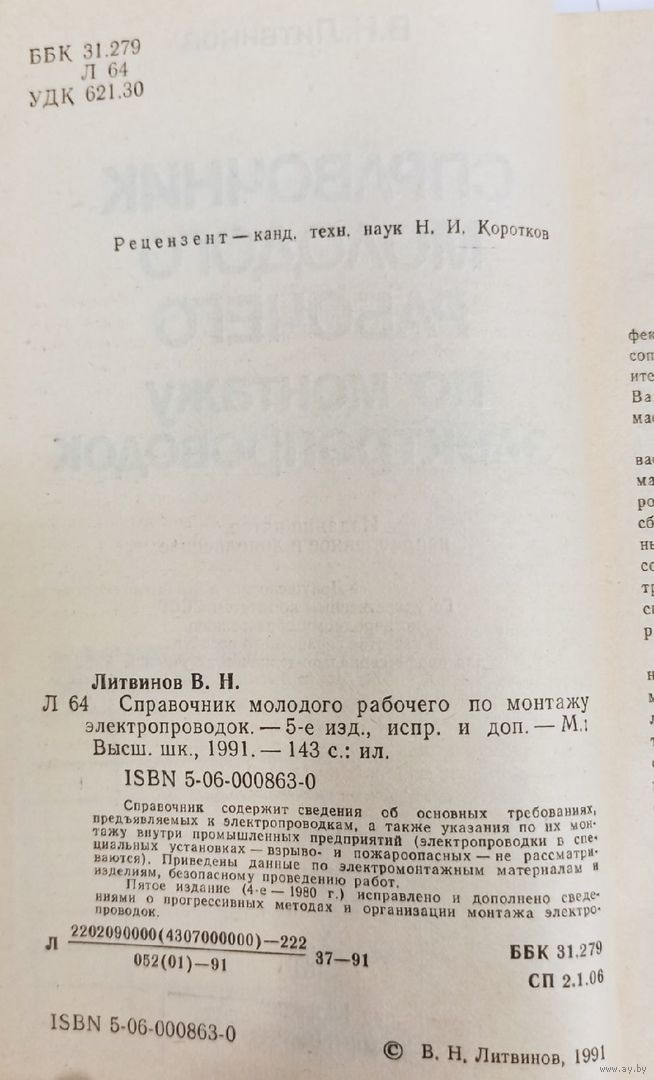 ББК 31.279
Л 64
УДК 621.30
Рецензент — канд. техн. наук Н. И. Коротков
Литвинов В. Н.
Л 64 Справочник молодого рабочего по монтажу
электропроводок. — 5-е изд., испр. и доп. — М.:
Высш. шк., 1991. — 143 с.: ил.
ISBN 5-06-000863-0
Справочник содержит сведения об основных требованиях,
предъявляемых к электропроводкам, а также указания по их мон-
тажу внутри промышленных предприятий (электропроводки в спе-
циальных установках — взрыво- и пожароопасных — не рассматри-
ваются). Приведены данные по электромонтажным материалам и
изделиям, безопасному проведению работ.
Пятое издание (4-е — 1980 г.) исправлено и дополнено сведе-
ниями о прогрессивных методах и организации монтажа электро-
проводок.
Л 2202090000(4307000000)—222
052(01)—91
37—91
ББК 31.279
СП 2.1.06
ISBN 5-06-000863-0
© В. Н. Литвинов, 1991
www.ay.by